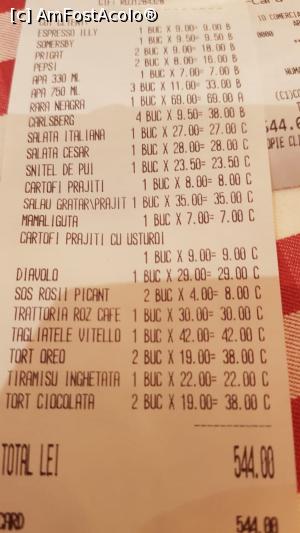 [c] AmFostAcolo®
ESPRESSO ILLY 1 BUC X 9.00= 9.00 B
SOMERSBY 1 BUC X 9.50= 9.50 B
PRIGAT 2 BUC X 9.00= 18.00 B
PEPSI 2 BUC X 8.00= 16.00 B
APA 330 ML 1 BUC X 7.00= 7.00 B
APA 750 ML 3 BUC X 11.00= 33.00 B
RARA NEAGRA 1 BUC X 69.00= 69.00 A
CARLSBERG 4 BUC X 9.50= 38.00 B
SALATA ITALIANA 1 BUC X 27.00= 27.00 C
SALATA CESAR 1 BUC X 28.00= 28.00 C
SNITEL DE PUI 1 BUC X 23.50= 23.50 C
CARTOFI PRAJITI 1 BUC X 8.00= 8.00 C
SALAU GRATAR\PRAJIT 1 BUC X 35.00= 35.00 C
MAMALIGUTA 1 BUC X 7.00= 7.00 C
CARTOFI PRAJITI CU USTUROI
1 BUC X 9.00= 9.00 C
DIAVOLO 1 BUC X 29.00= 29.00 C
SOS ROSII PICANT 2 BUC X 4.00= 8.00 C
TRATTORIA ROZ CAFE 1 BUC X 30.00= 30.00 C
TAGLIATELE VITELLO 1 BUC X 42.00= 42.00 C
TORT OREO 2 BUC X 19.00= 38.00 C
TIRAMISU INGHETATA 1 BUC X 22.00= 22.00 C
TORT CIOCOLATA 2 BUC X 19.00= 38.00 C
TOTAL LEI 544.00
CARD 544.00